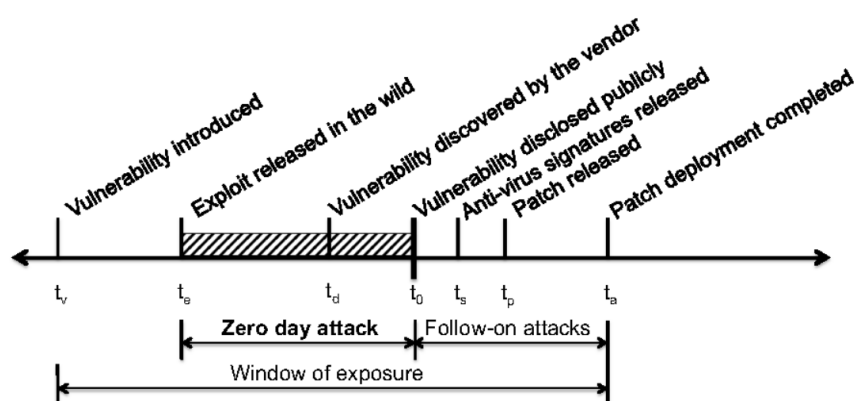 Vulnerability introduced
Exploit released in the wild
Vulnerability discovered by the vendor
Vulnerability disclosed publicly
Anti-virus signatures released
Patch released
Patch deployment completed
tv te td t0 ts tp ta
Zero day attack Follow-on attacks
Window of exposure